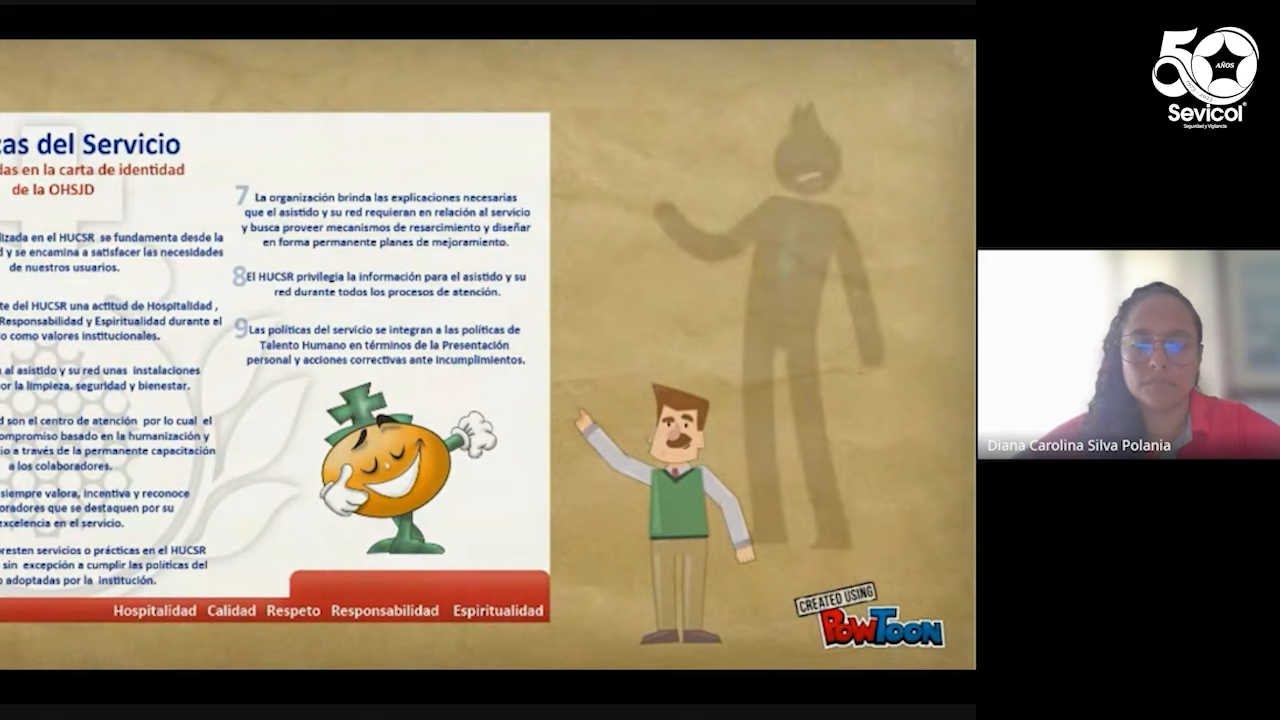 as del Servicio
das en la carta de identidad
de la OHSJD
lizada en el HUCSR se fundamenta desde la
d y se encamina a satisfacer las necesidades
de nuestros usuarios.
te del HUCSR una actitud de Hospitalidad ,
Responsabilidad y Espiritualidad durante el
o como valores institucionales.
al asistido y su red unas instalaciones
or la limpieza, seguridad y bienestar.
d son el centro de atención por lo cual el
ompromiso basado en la humanización y
io a través de la permanente capacitación
a los colaboradores.
siempre valora, incentiva y reconoce
oradores que se destaquen por su
excelencia en el servicio.
presten servicios o prácticas en el HUCSR
sin excepción a cumplir las políticas del
o adoptadas por la institución.
7 La organización brinda las explicaciones necesarias
que el asistido y su red requieran en relación al servicio
y busca proveer mecanismos de resarcimiento y diseñar
en forma permanente planes de mejoramiento.
8 El HUCSR privilegia la información para el asistido y su
red durante todos los procesos de atención.
9 Las políticas del servicio se integran a las políticas de
Talento Humano en términos de la Presentación
personal y acciones correctivas ante incumplimientos.
Hospitalidad Calidad Respeto Responsabilidad Espiritualidad
CREATED USING
POWTOON
50
AÑOS
Sevicol
Seguridad y Vigilancia
Diana Carolina Silva Polania